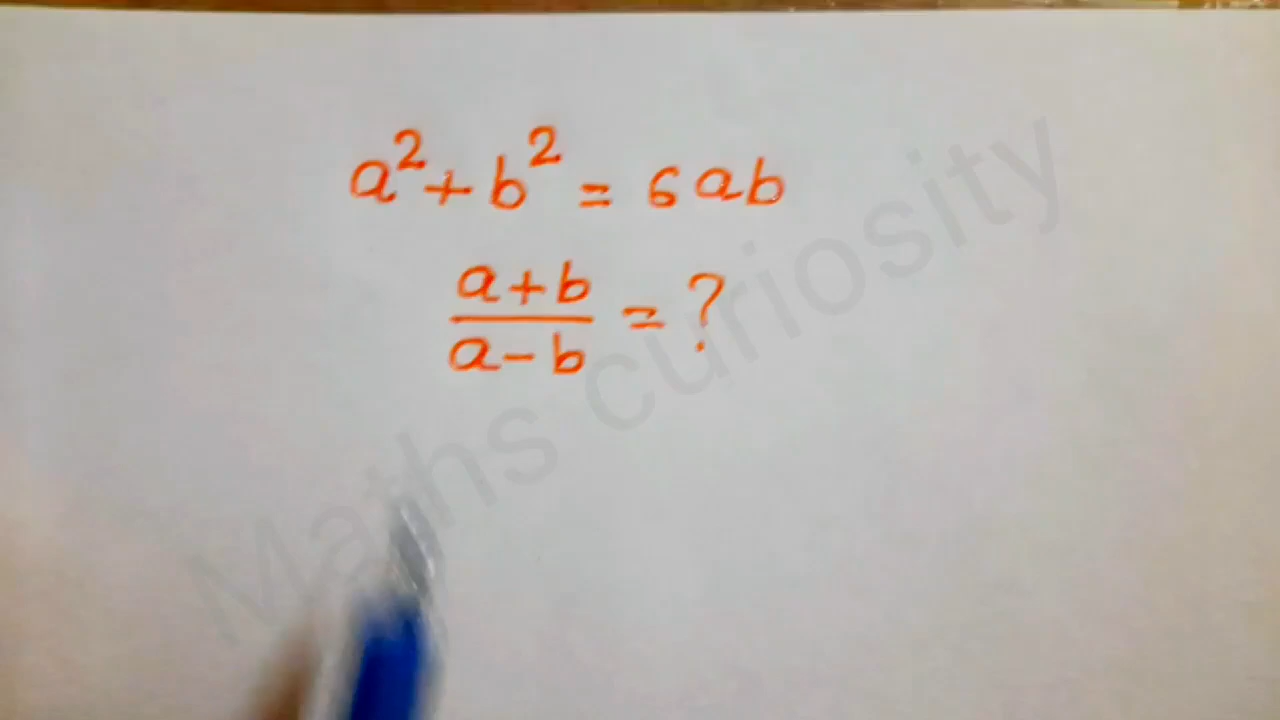 a² + b² = 6ab
a+b
―― = ?
a-b
Maths curiosity